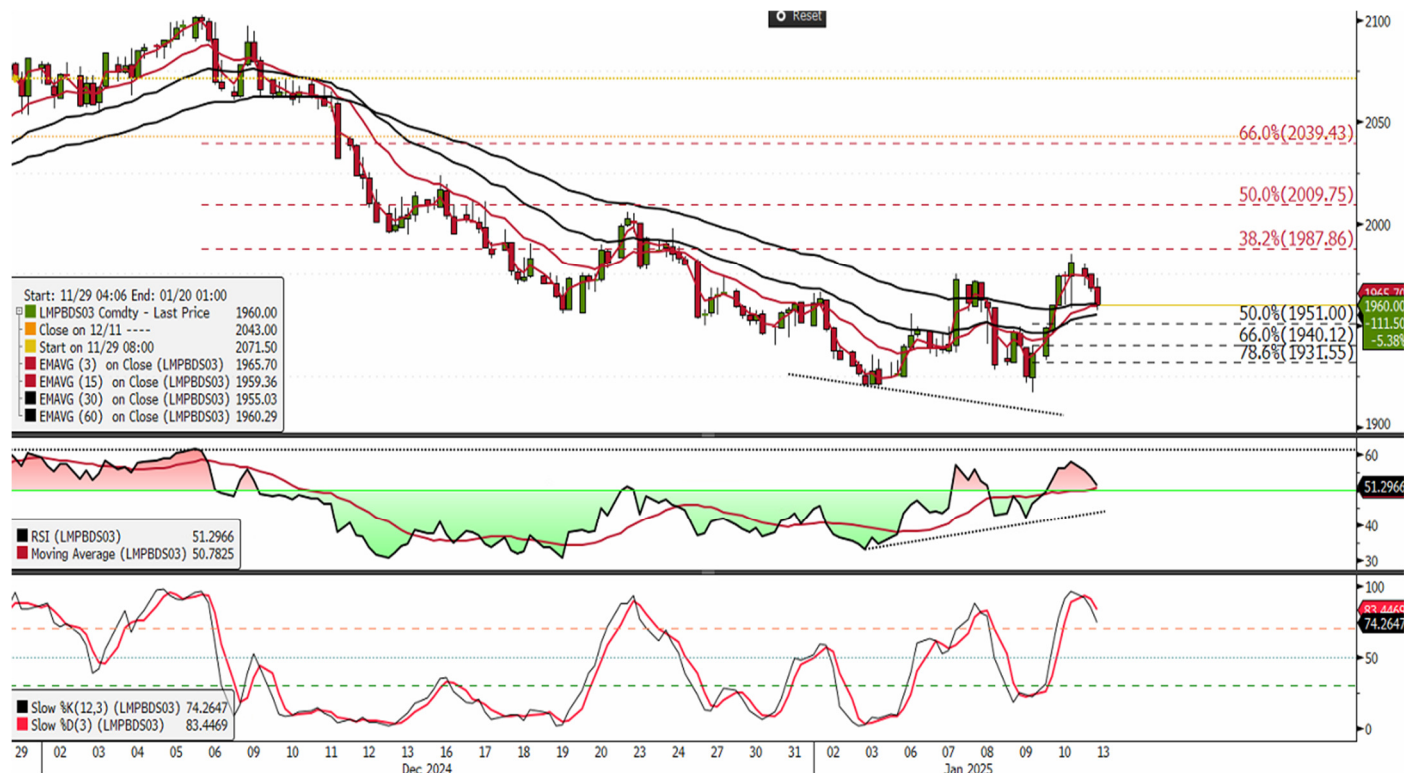 Reset
2100
2050
2000
1900
66.0%(2039.43)
50.0%(2009.75)
38.2%(1987.86)
1965.70
1960.00
-111.50
-5.38%
50.0%(1951.00)
66.0%(1940.12)
78.6%(1931.55)
Start: 11/29 04:06 End: 01/20 01:00
LMPBDS03 Comdty - Last Price 1960.00
Close on 12/11 ---- 2043.00
Start on 11/29 08:00 2071.50
EMAVG (3) on Close (LMPBDS03) 1965.70
EMAVG (15) on Close (LMPBDS03) 1959.36
EMAVG (30) on Close (LMPBDS03) 1955.03
EMAVG (60) on Close (LMPBDS03) 1960.29
60
51.2966
40
30
RSI (LMPBDS03) 51.2966
Moving Average (LMPBDS03) 50.7825
100
83.4469
74.2647
50
0
Slow %K(12,3) (LMPBDS03) 74.2647
Slow %D(3) (LMPBDS03) 83.4469
29 02 03 04 05 06 09 10 11 12 13 16 17 18 19 20 23 24 27 30 31 02 03 06 07 08 09 10 13
Dec 2024 Jan 2025